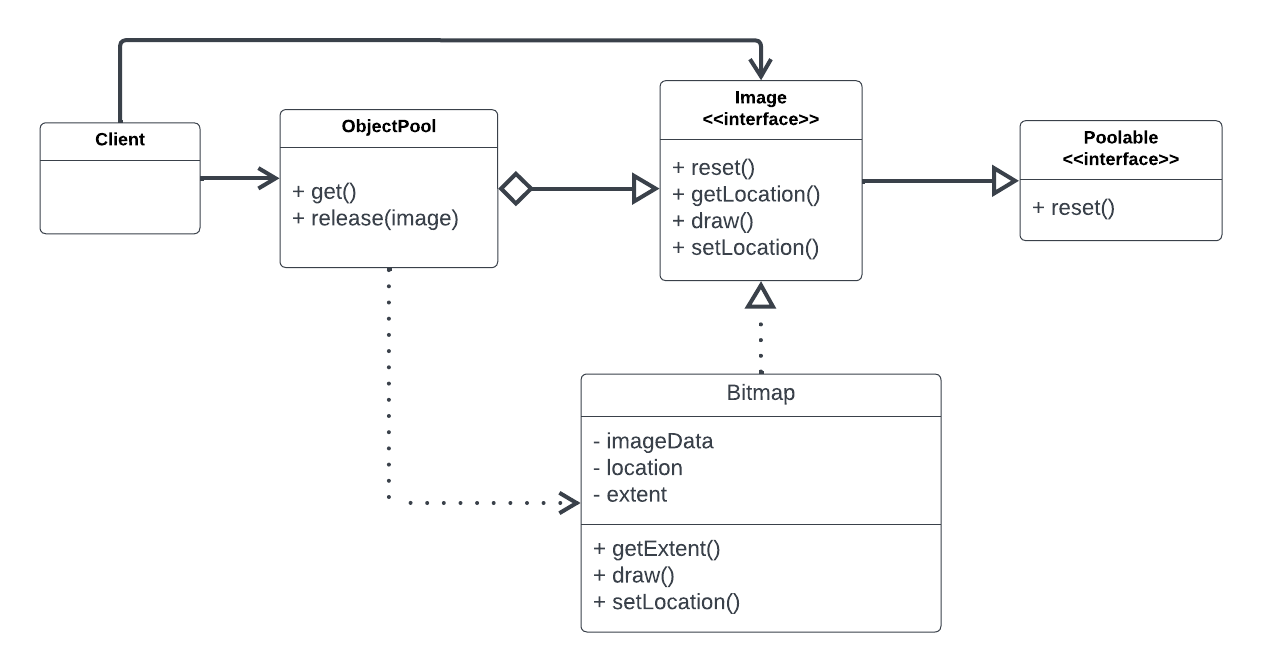 Client
ObjectPool
+ get()
+ release(image)
Image
<<interface>>
+ reset()
+ getLocation()
+ draw()
+ setLocation()
Poolable
<<interface>>
+ reset()
Bitmap
- imageData
- location
- extent
+ getExtent()
+ draw()
+ setLocation()